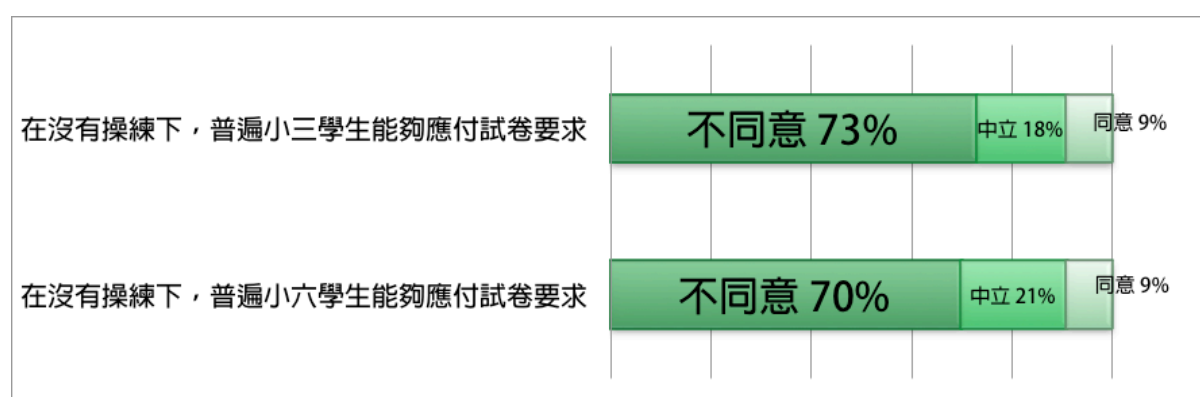 在沒有操練下，普遍小三學生能夠應付試卷要求
不同意 73%
中立 18%
同意 9%
在沒有操練下，普遍小六學生能夠應付試卷要求
不同意 70%
中立 21%
同意 9%